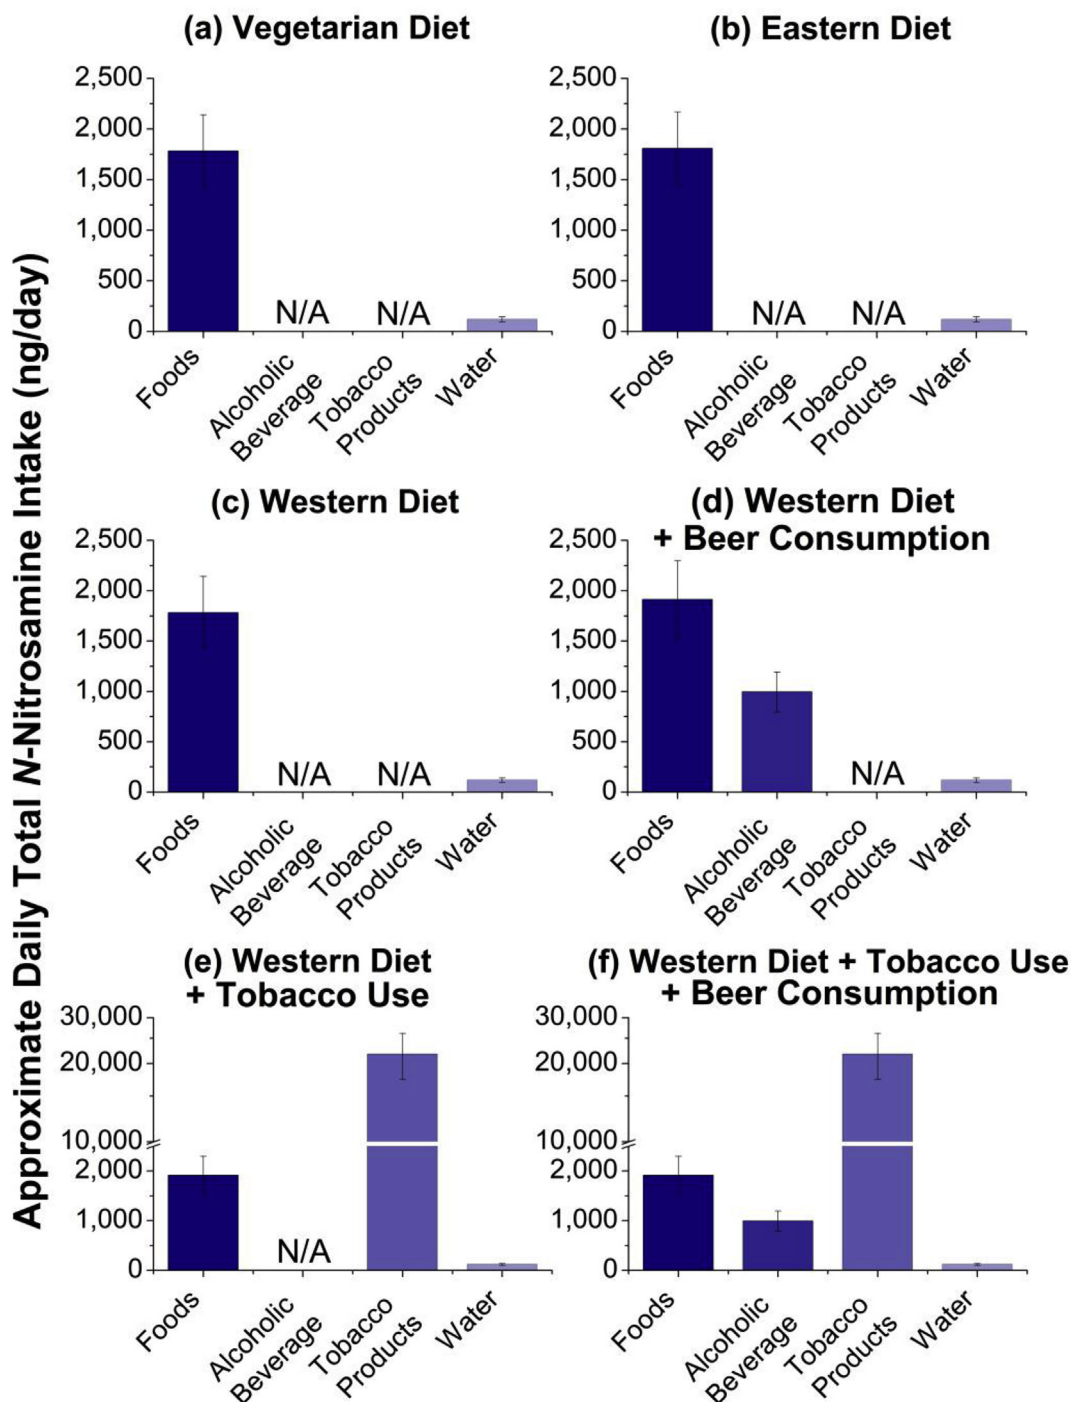 Approximate Daily Total N-Nitrosamine Intake (ng/day)
(a) Vegetarian Diet
2,500
2,000
1,500
1,000
500
0
N/A
N/A
Foods
Alcoholic
Beverage
Tobacco
Products
Water
(b) Eastern Diet
2,500
2,000
1,500
1,000
500
0
N/A
N/A
Foods
Alcoholic
Beverage
Tobacco
Products
Water
(c) Western Diet
2,500
2,000
1,500
1,000
500
0
N/A
N/A
Foods
Alcoholic
Beverage
Tobacco
Products
Water
(d) Western Diet
+ Beer Consumption
2,500
2,000
1,500
1,000
500
0
N/A
Foods
Alcoholic
Beverage
Tobacco
Products
Water
(e) Western Diet
+ Tobacco Use
30,000
20,000
10,000
2,000
1,000
0
N/A
Foods
Alcoholic
Beverage
Tobacco
Products
Water
(f) Western Diet + Tobacco Use
+ Beer Consumption
30,000
20,000
10,000
2,000
1,000
0
Foods
Alcoholic
Beverage
Tobacco
Products
Water